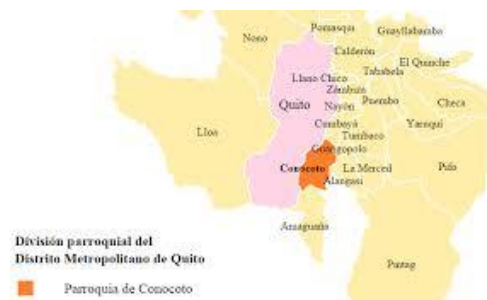 Pomasqui
Guayllabamba
Nono
Calderón
El Quinche
Tababela
Llano Chico
Zámbiza
Quito
Nayón
Puembo
Checa
Cumbayá
Yaruquí
Tumbaco
Lloa
Guangopolo
Conocoto
La Merced
Pifo
Alangasí
Amaguaña
Pintag
División parroquial del
Distrito Metropolitano de Quito
Parroquia de Conocoto